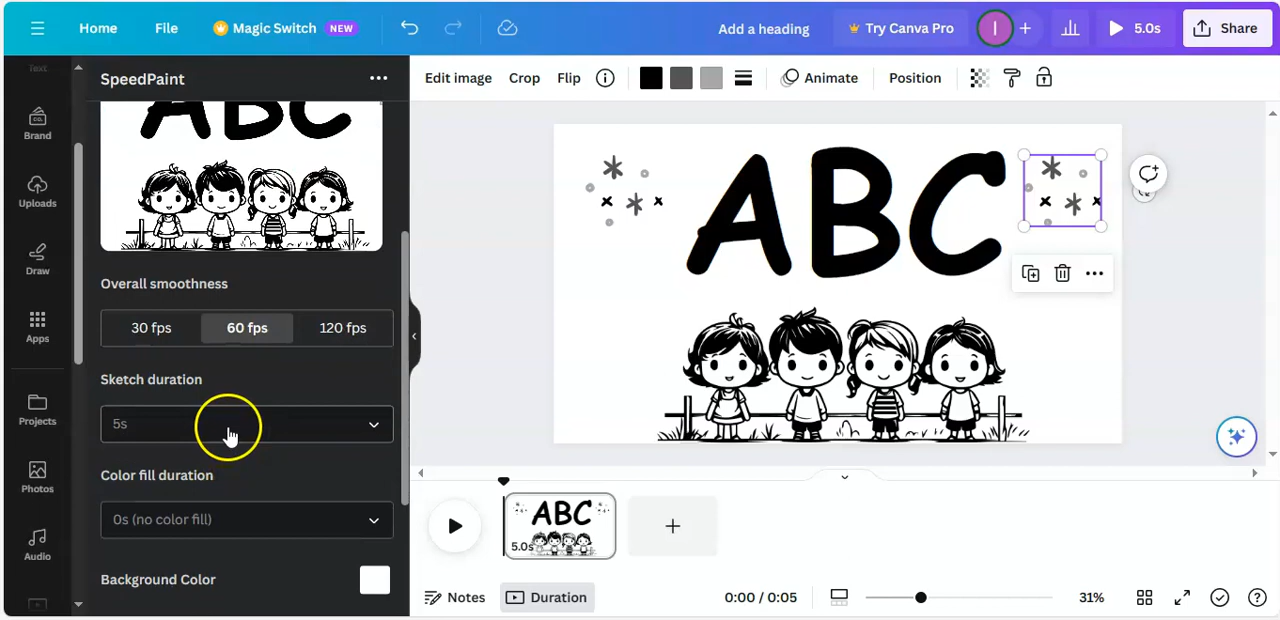 Home File Magic Switch NEW Add a heading I Try Canva Pro 5.0s Share
Text
Brand
Uploads
Draw
Apps
Projects
Photos
Audio
SpeedPaint
ABC
Overall smoothness
30 fps 60 fps 120 fps
Sketch duration
5s
Color fill duration
0s (no color fill)
Background Color
Edit image Crop Flip Animate Position
ABC
ABC
5.0s
Notes Duration 0:00 / 0:05 31%